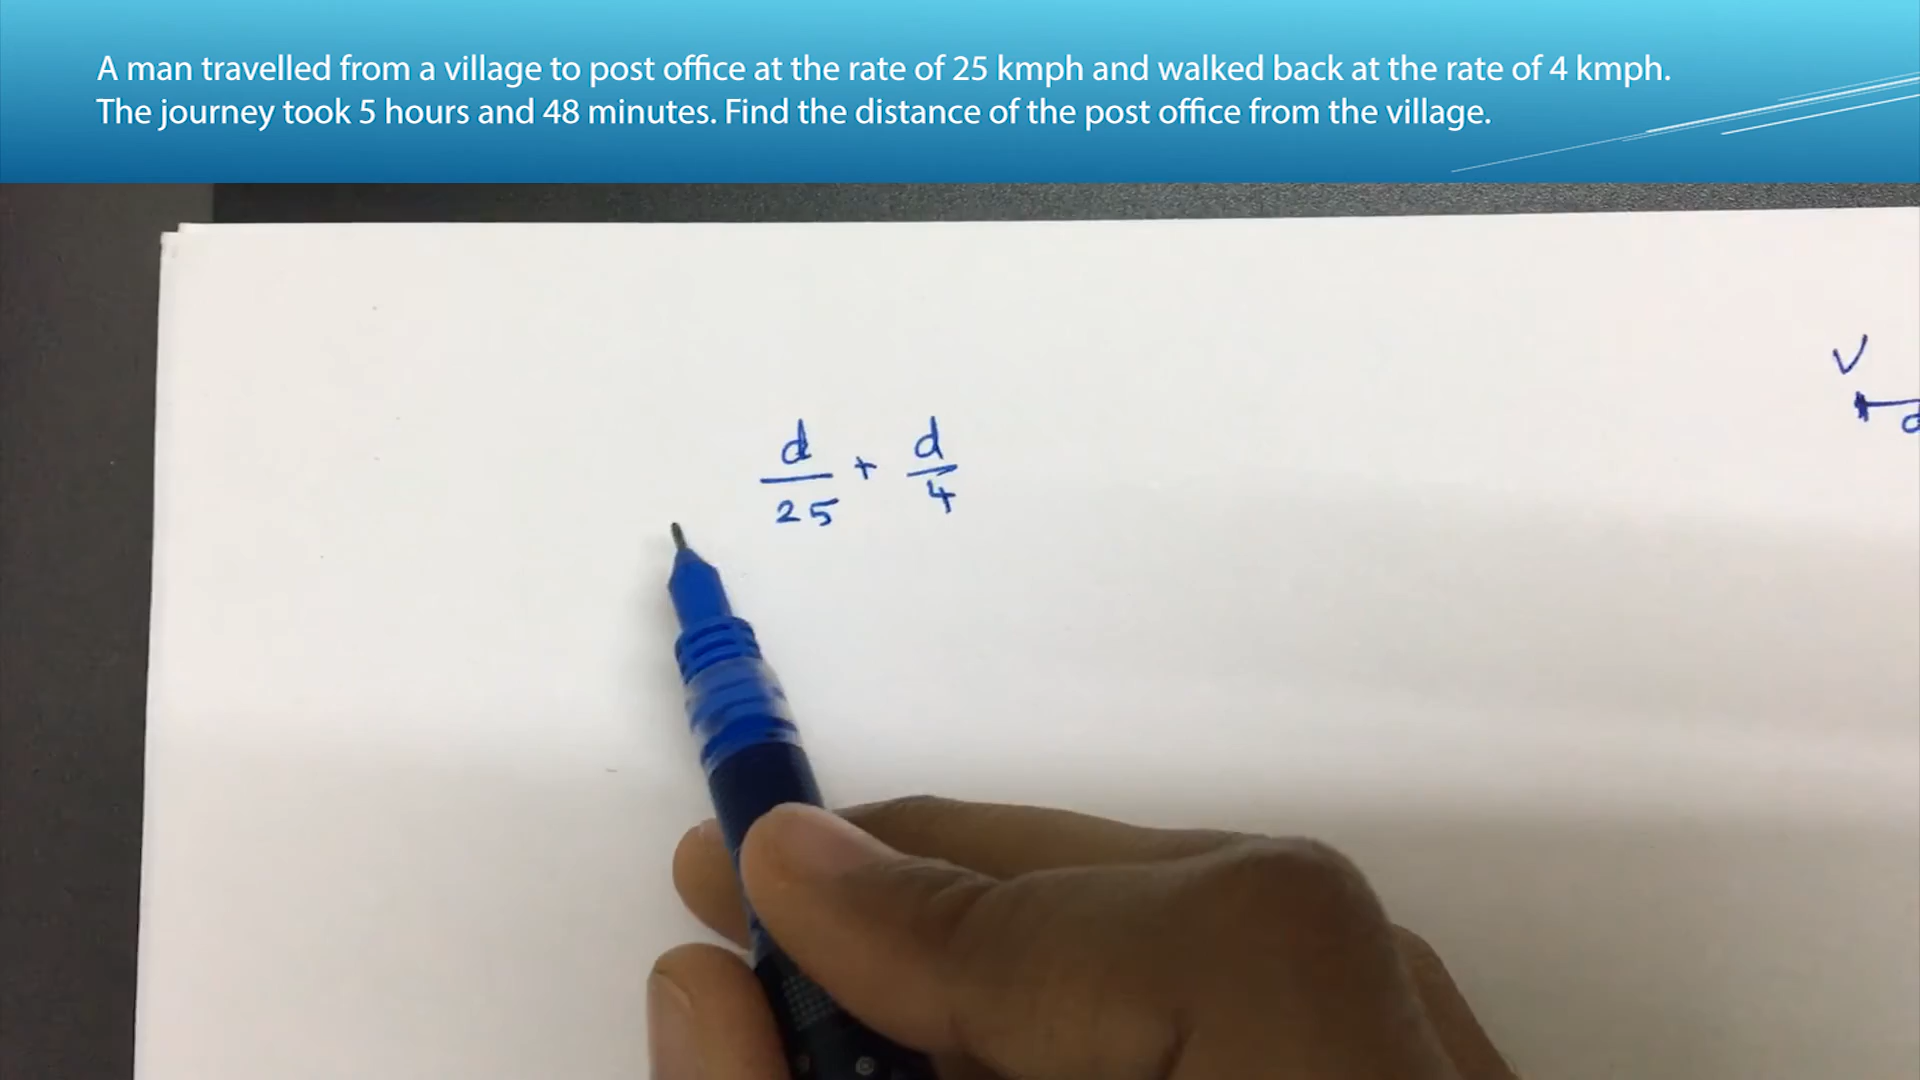 A man travelled from a village to post office at the rate of 25 kmph and walked back at the rate of 4 kmph.
The journey took 5 hours and 48 minutes. Find the distance of the post office from the village.
V
d
d/25 + d/4